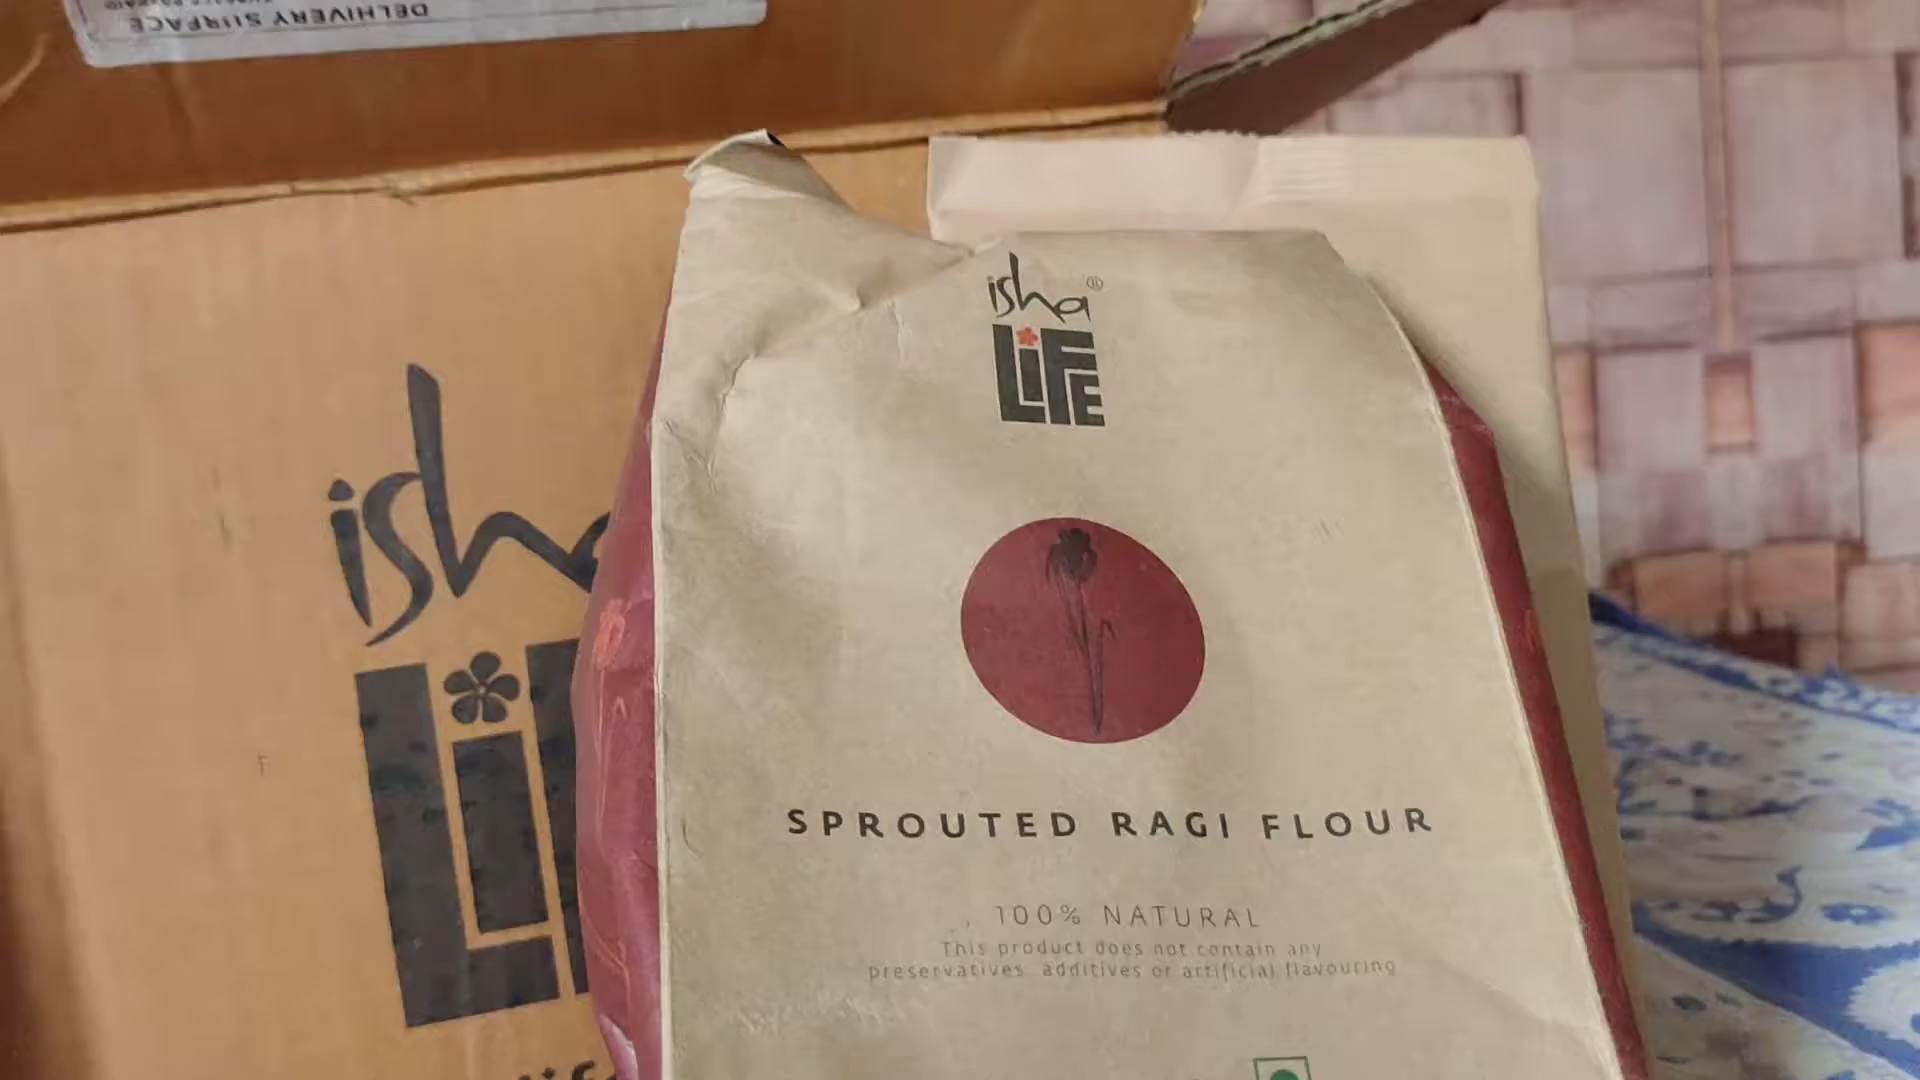 DELHIVERY SURFACE
isha®
LiFE
isha
LiF
SPROUTED RAGI FLOUR
100% NATURAL
This product does not contain any
preservatives additives or artificial flavouring